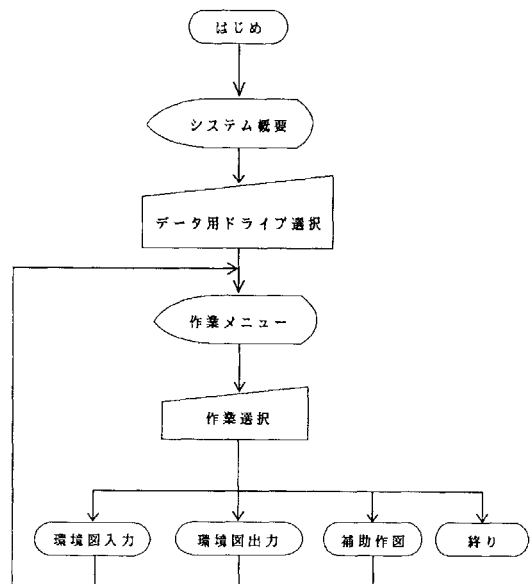 はじめ
システム概要
データ用ドライブ選択
作業メニュー
作業選択
環境図入力
環境図出力
補助作図
終り